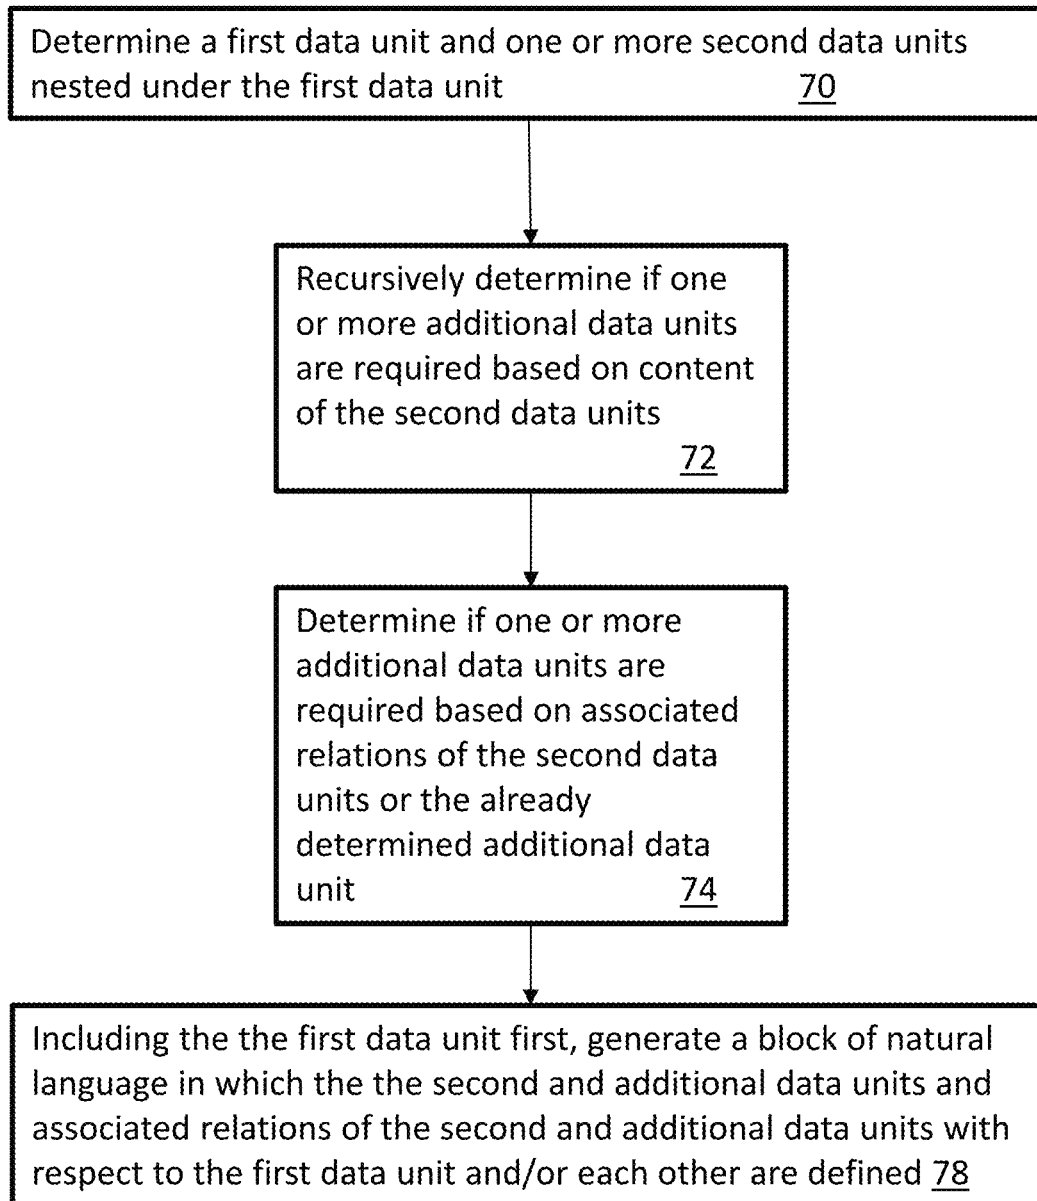 Determine a first data unit and one or more second data units
nested under the first data unit 70
Recursively determine if one
or more additional data units
are required based on content
of the second data units
72
Determine if one or more
additional data units are
required based on associated
relations of the second data
units or the already
determined additional data
unit 74
Including the the first data unit first, generate a block of natural
language in which the the second and additional data units and
associated relations of the second and additional data units with
respect to the first data unit and/or each other are defined 78